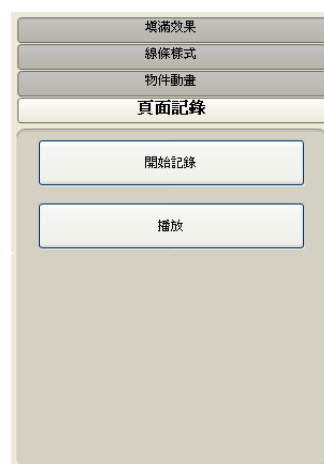 填滿效果
線條樣式
物件動畫
頁面記錄
開始記錄
播放